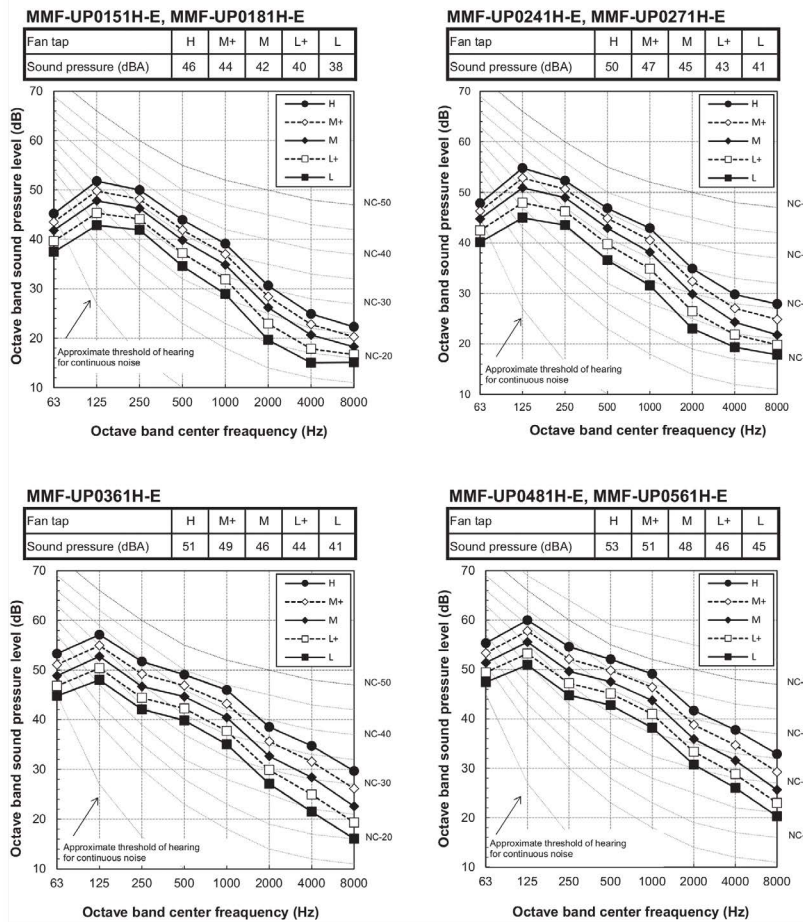 MMF-UP0151H-E, MMF-UP0181H-E
Fan tap H M+ M L+ L
Sound pressure (dBA) 46 44 42 40 38
Octave band sound pressure level (dB)
70
60
50
40
30
20
10
H
M+
M
L+
L
NC-50
NC-40
NC-30
NC-20
Approximate threshold of hearing
for continuous noise
63 125 250 500 1000 2000 4000 8000
Octave band center freaquency (Hz)
MMF-UP0241H-E, MMF-UP0271H-E
Fan tap H M+ M L+ L
Sound pressure (dBA) 50 47 45 43 41
Octave band sound pressure level (dB)
70
60
50
40
30
20
10
H
M+
M
L+
L
NC-
NC-
NC-
NC-
Approximate threshold of hearing
for continuous noise
63 125 250 500 1000 2000 4000 8000
Octave band center freaquency (Hz)
MMF-UP0361H-E
Fan tap H M+ M L+ L
Sound pressure (dBA) 51 49 46 44 41
Octave band sound pressure level (dB)
70
60
50
40
30
20
10
H
M+
M
L+
L
NC-50
NC-40
NC-30
NC-20
Approximate threshold of hearing
for continuous noise
63 125 250 500 1000 2000 4000 8000
Octave band center freaquency (Hz)
MMF-UP0481H-E, MMF-UP0561H-E
Fan tap H M+ M L+ L
Sound pressure (dBA) 53 51 48 46 45
Octave band sound pressure level (dB)
70
60
50
40
30
20
10
H
M+
M
L+
L
NC-
NC-
NC-
NC-
Approximate threshold of hearing
for continuous noise
63 125 250 500 1000 2000 4000 8000
Octave band center freaquency (Hz)